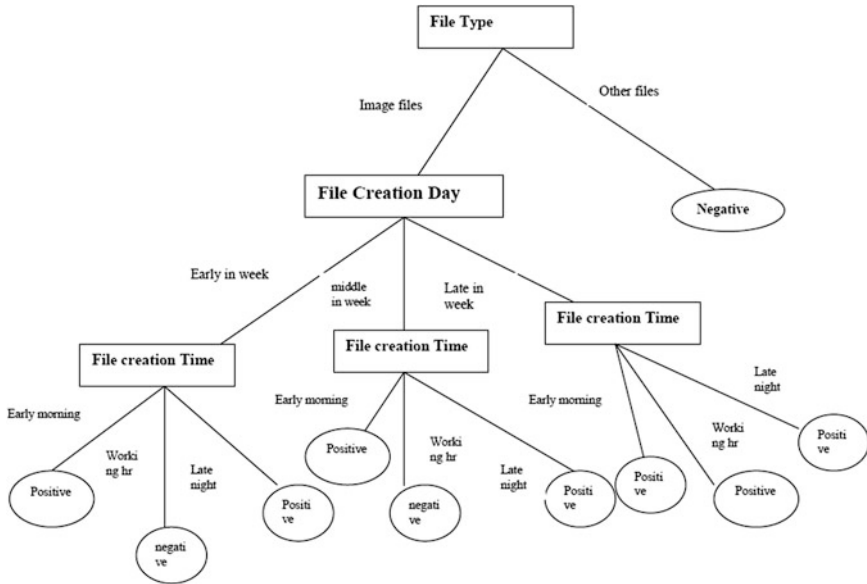 File Type
Image files
Other files
File Creation Day
Negative
Early in week
middle
in week
Late in
week
File creation Time
File creation Time
File creation Time
Early morning
Worki
ng hr
Late
night
Positive
negati
ve
Positi
ve
Early morning
Worki
ng hr
Late
night
Positive
negati
ve
Positi
ve
Early morning
Worki
ng hr
Late
night
Positi
ve
Positive
Positi
ve